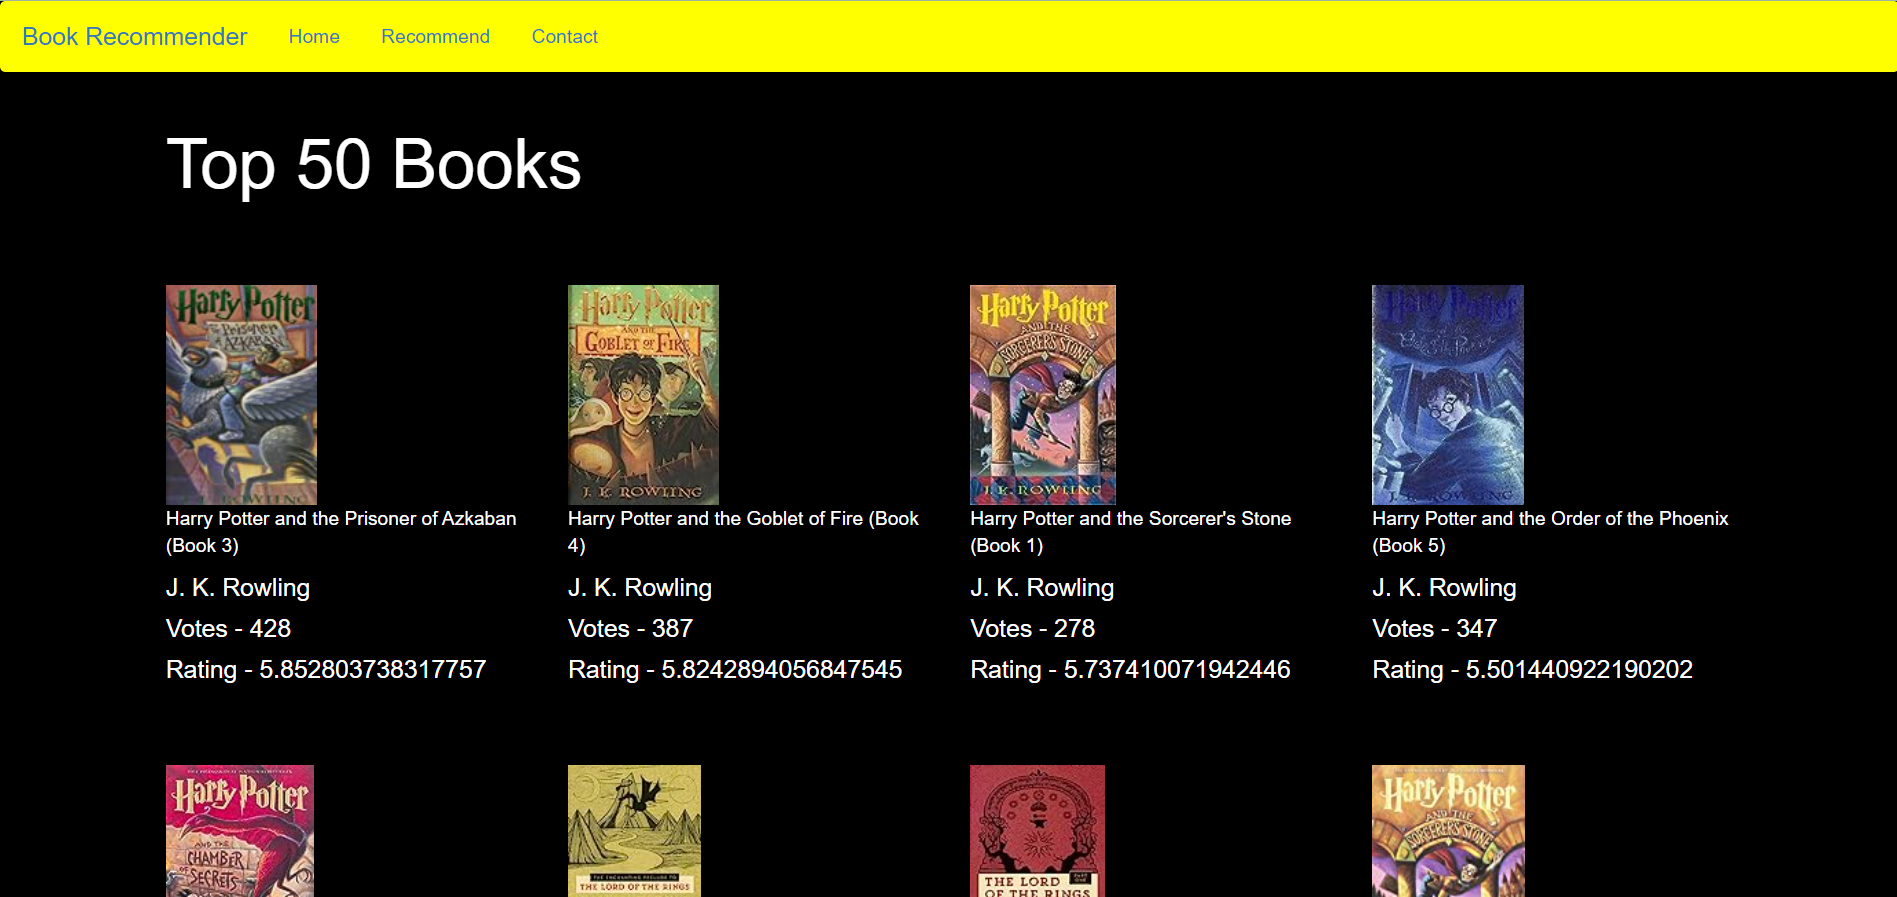 Book Recommender Home Recommend Contact
Top 50 Books
Harry Potter
The Prisoner
of AZKABAN
Harry Potter and the Prisoner of Azkaban
(Book 3)
J. K. Rowling
Votes - 428
Rating - 5.852803738317757
Harry Potter
AND THE
GOBLET OF FIRE
J. K. ROWLING
Harry Potter and the Goblet of Fire (Book
4)
J. K. Rowling
Votes - 387
Rating - 5.8242894056847545
Harry Potter
AND THE
SORCERER'S STONE
J. K. ROWLING
Harry Potter and the Sorcerer's Stone
(Book 1)
J. K. Rowling
Votes - 278
Rating - 5.737410071942446
Harry Potter
J. K. ROWLING
Harry Potter and the Order of the Phoenix
(Book 5)
J. K. Rowling
Votes - 347
Rating - 5.501440922190202
Harry Potter
AND THE
CHAMBER
OF SECRETS
THE ENCHANTING PRELUDE TO
THE LORD OF THE RINGS
THE LORD
OF THE RINGS
PART ONE
Harry Potter
AND THE
SORCERER'S STONE